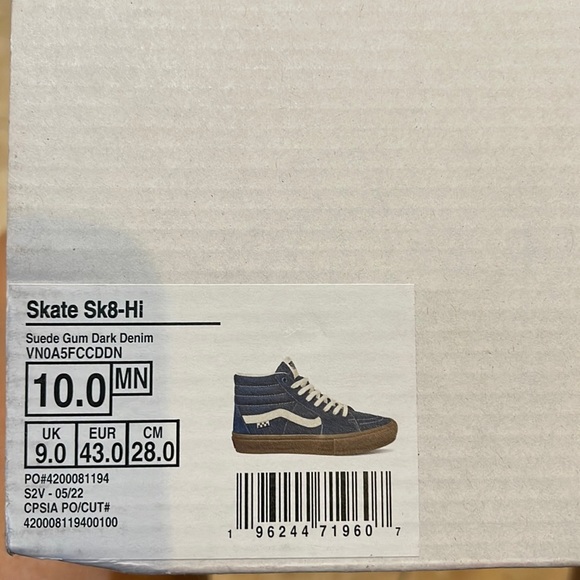 Skate Sk8-Hi
Suede Gum Dark Denim
VN0A5FCCDDN
10.0 MN
UK EUR CM
9.0 43.0 28.0
PO#4200081194
S2V - 05/22
CPSIA PO/CUT#
420008119400100
1 96244 71960 7